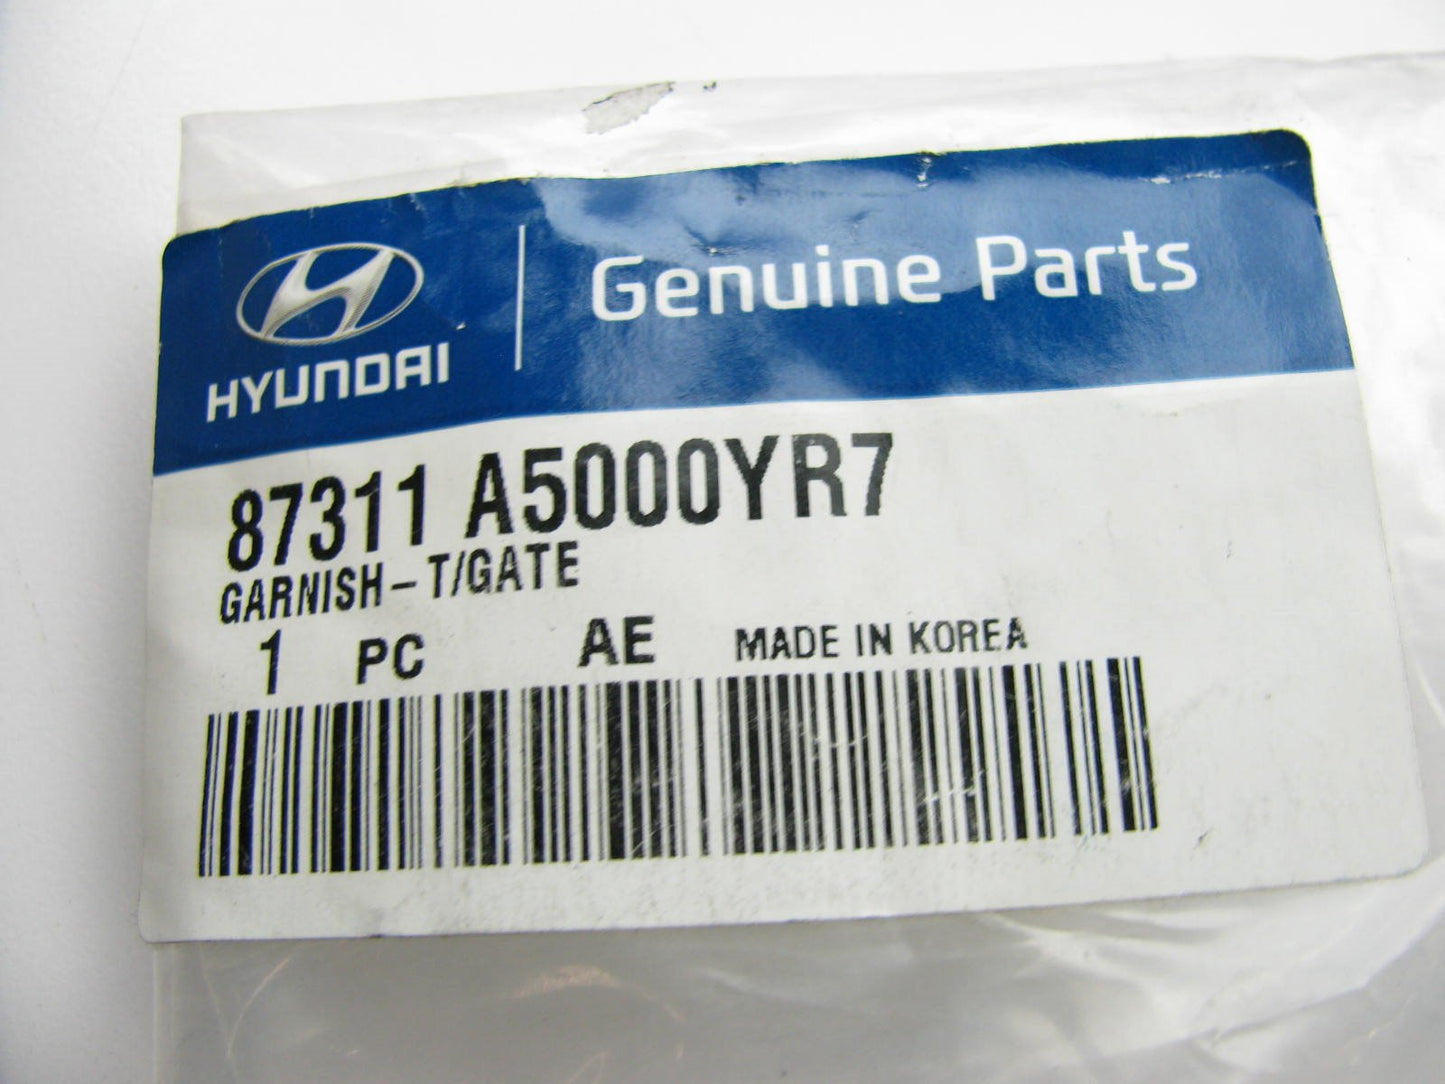 HYUNDAI
Genuine Parts
87311 A5000YR7
GARNISH-T/GATE
1 PC AE MADE IN KOREA